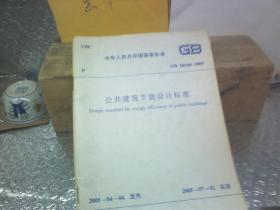 UDC
中华人民共和国国家标准
GB
P
GB 50189-2005
公共建筑节能设计标准
Design standard for energy efficiency of public buildings
2005-04-04 发布
2005-07-01 实施